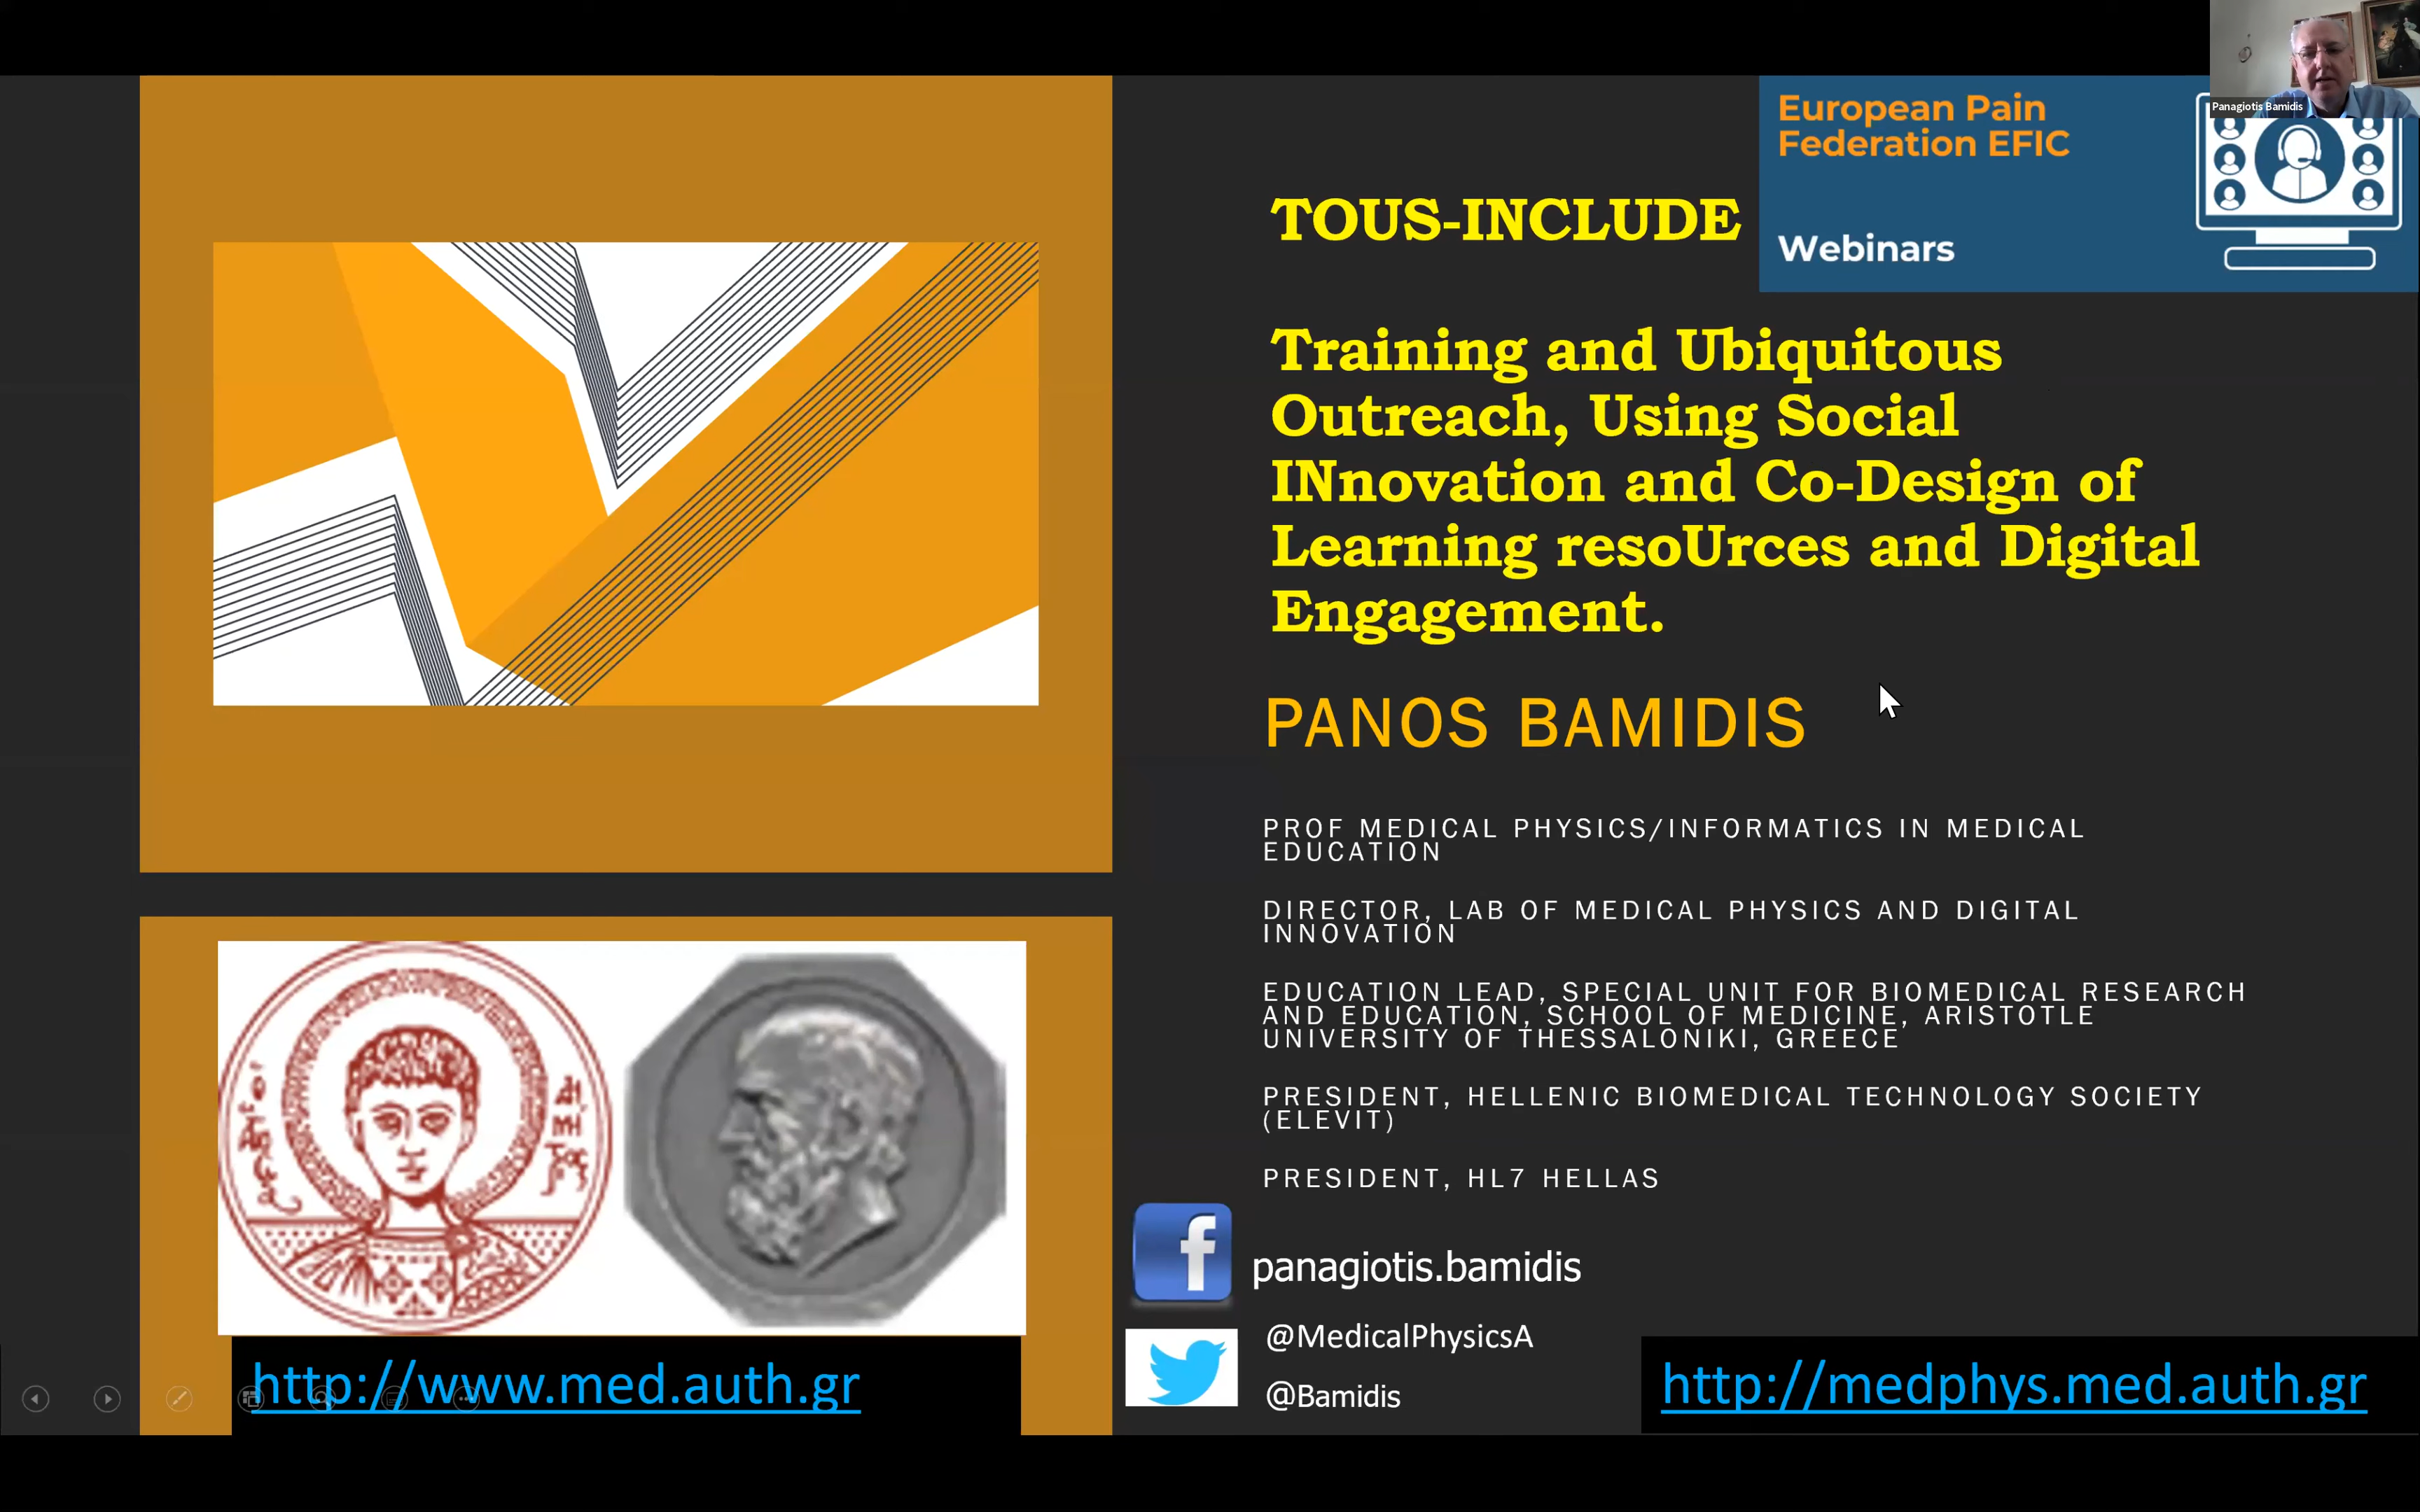 Panagiotis Bamidis
European Pain
Federation EFIC
Webinars
TOUS-INCLUDE
Training and Ubiquitous
Outreach, Using Social
INnovation and Co-Design of
Learning resoUrces and Digital
Engagement.
PANOS BAMIDIS
PROF MEDICAL PHYSICS/INFORMATICS IN MEDICAL
EDUCATION
DIRECTOR, LAB OF MEDICAL PHYSICS AND DIGITAL
INNOVATION
EDUCATION LEAD, SPECIAL UNIT FOR BIOMEDICAL RESEARCH
AND EDUCATION, SCHOOL OF MEDICINE, ARISTOTLE
UNIVERSITY OF THESSALONIKI, GREECE
PRESIDENT, HELLENIC BIOMEDICAL TECHNOLOGY SOCIETY
(ELEVIT)
PRESIDENT, HL7 HELLAS
panagiotis.bamidis
@MedicalPhysicsA
@Bamidis
http://www.med.auth.gr
http://medphys.med.auth.gr